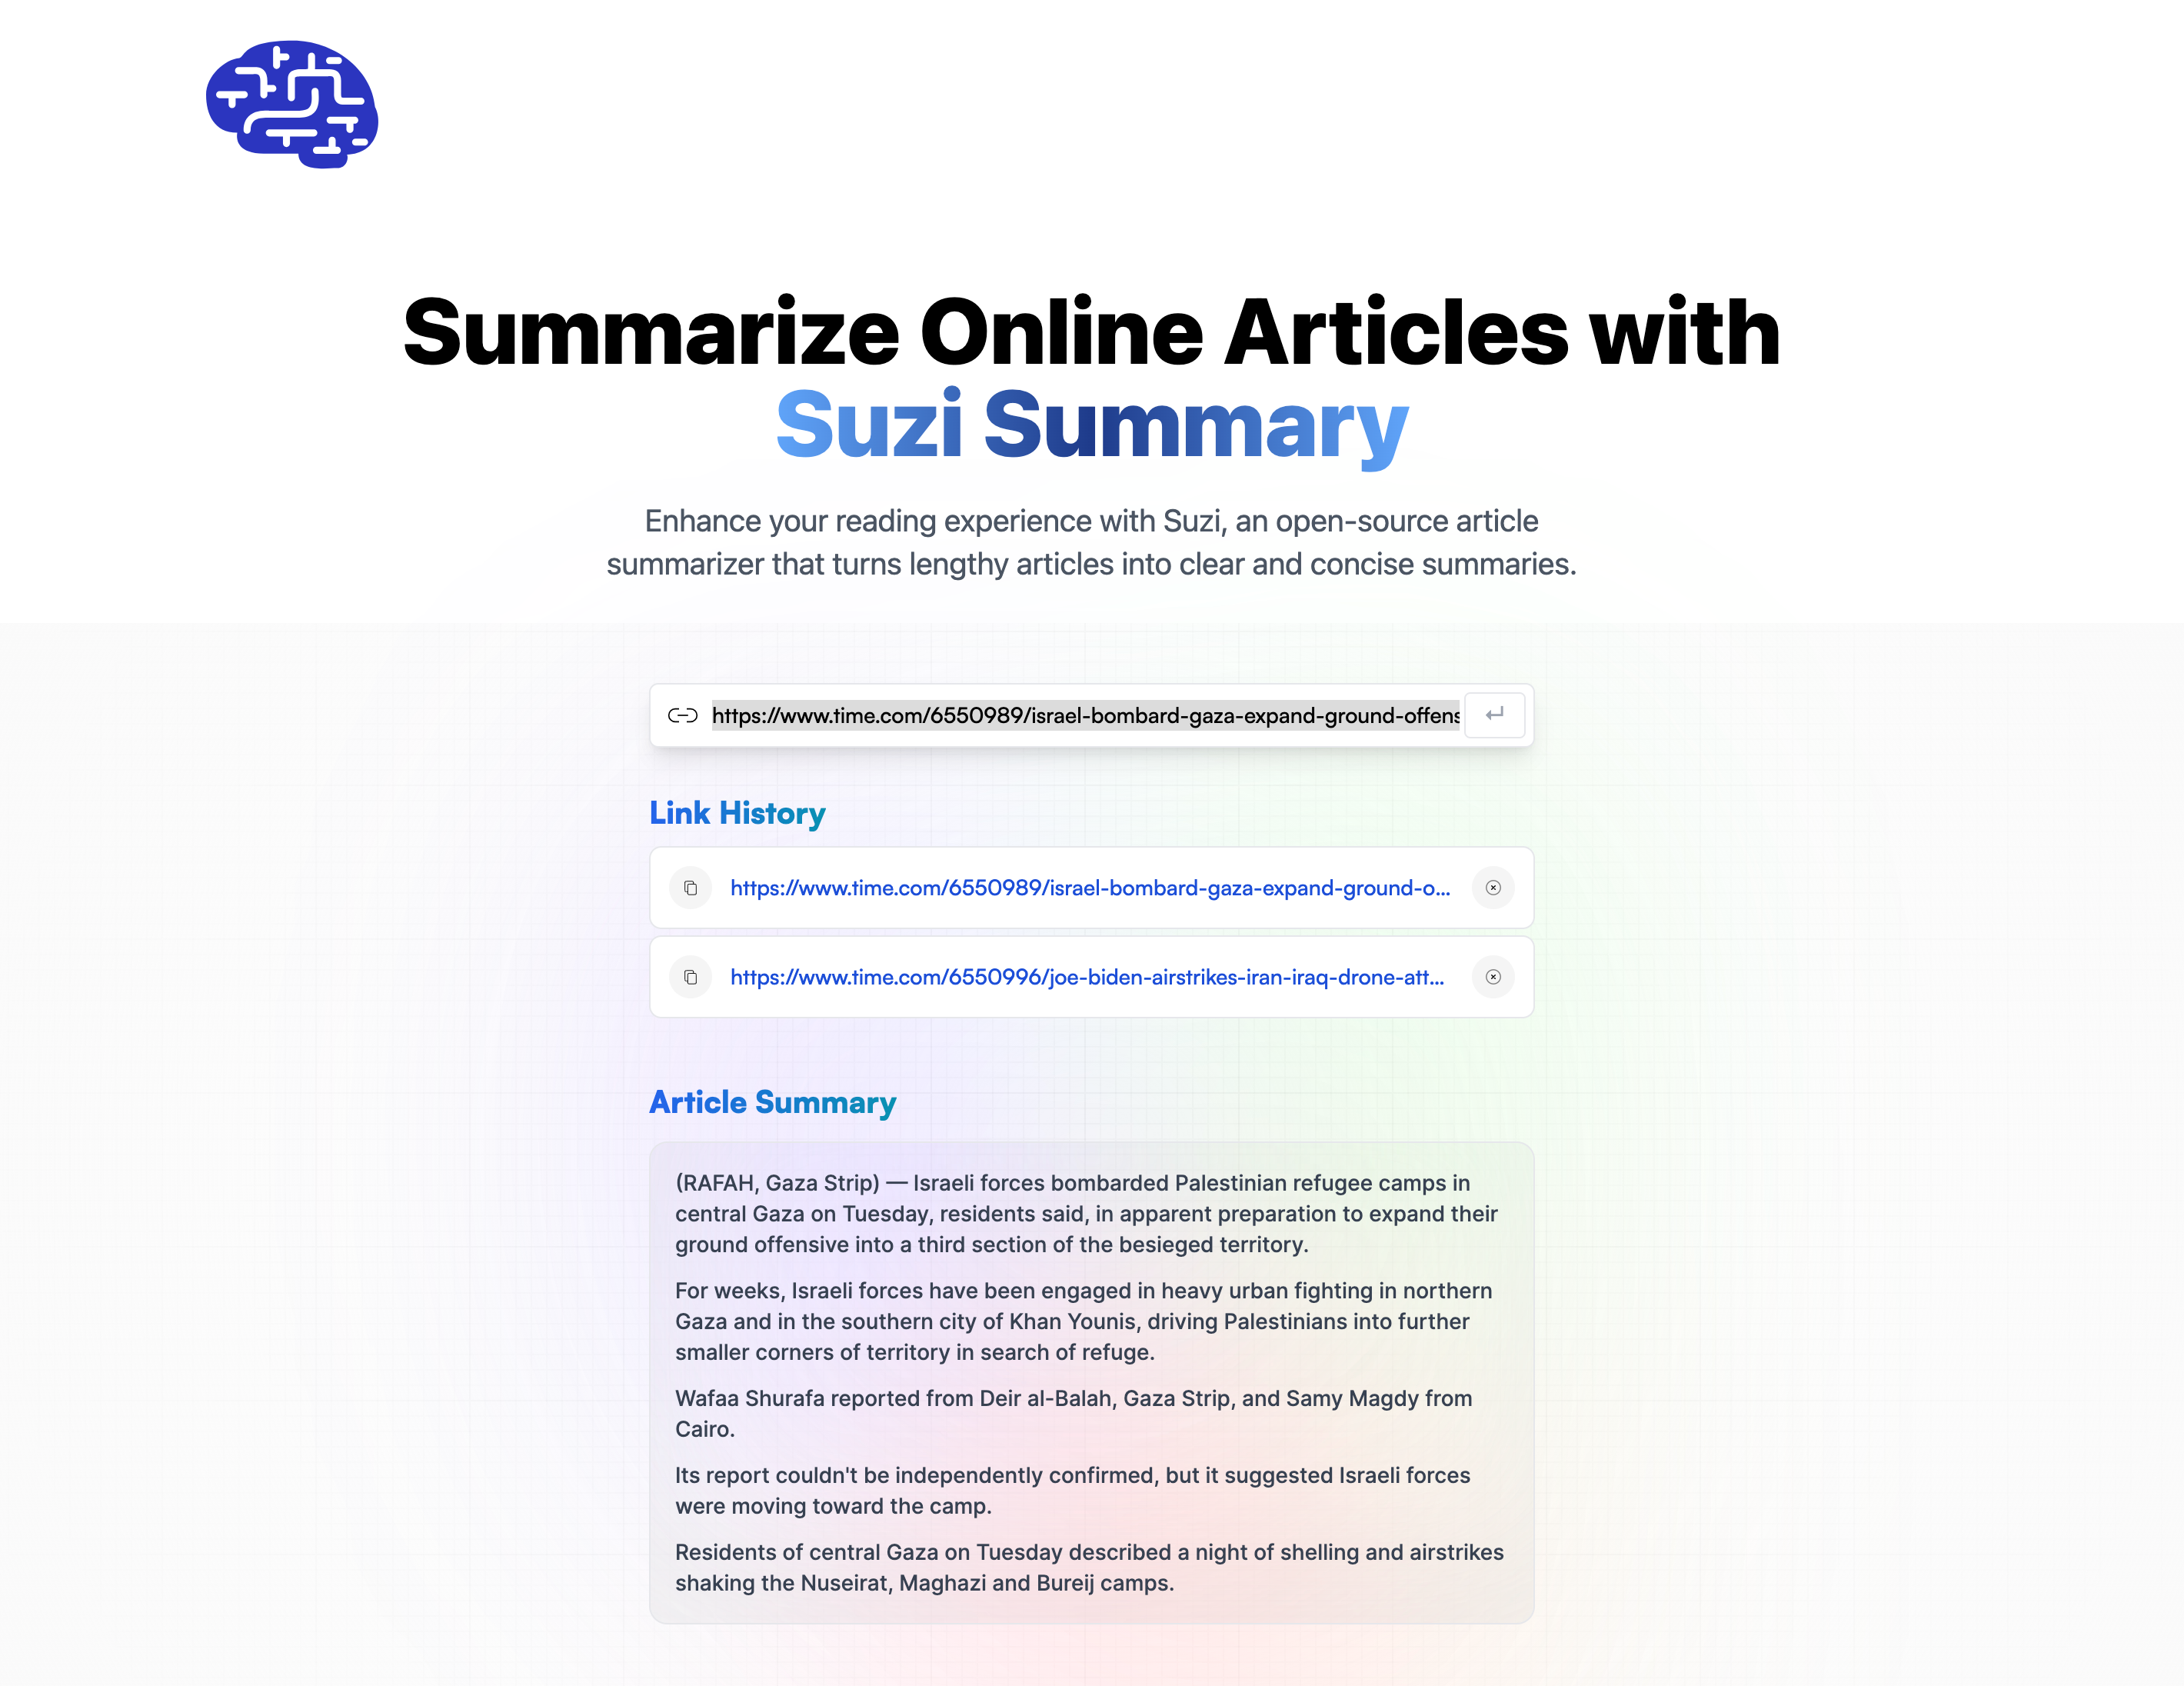 Summarize Online Articles with
Suzi Summary
Enhance your reading experience with Suzi, an open-source article
summarizer that turns lengthy articles into clear and concise summaries.
https://www.time.com/6550989/israel-bombard-gaza-expand-ground-offens
Link History
https://www.time.com/6550989/israel-bombard-gaza-expand-ground-o...
https://www.time.com/6550996/joe-biden-airstrikes-iran-iraq-drone-att...
Article Summary
(RAFAH, Gaza Strip) — Israeli forces bombarded Palestinian refugee camps in
central Gaza on Tuesday, residents said, in apparent preparation to expand their
ground offensive into a third section of the besieged territory.
For weeks, Israeli forces have been engaged in heavy urban fighting in northern
Gaza and in the southern city of Khan Younis, driving Palestinians into further
smaller corners of territory in search of refuge.
Wafaa Shurafa reported from Deir al-Balah, Gaza Strip, and Samy Magdy from
Cairo.
Its report couldn't be independently confirmed, but it suggested Israeli forces
were moving toward the camp.
Residents of central Gaza on Tuesday described a night of shelling and airstrikes
shaking the Nuseirat, Maghazi and Bureij camps.